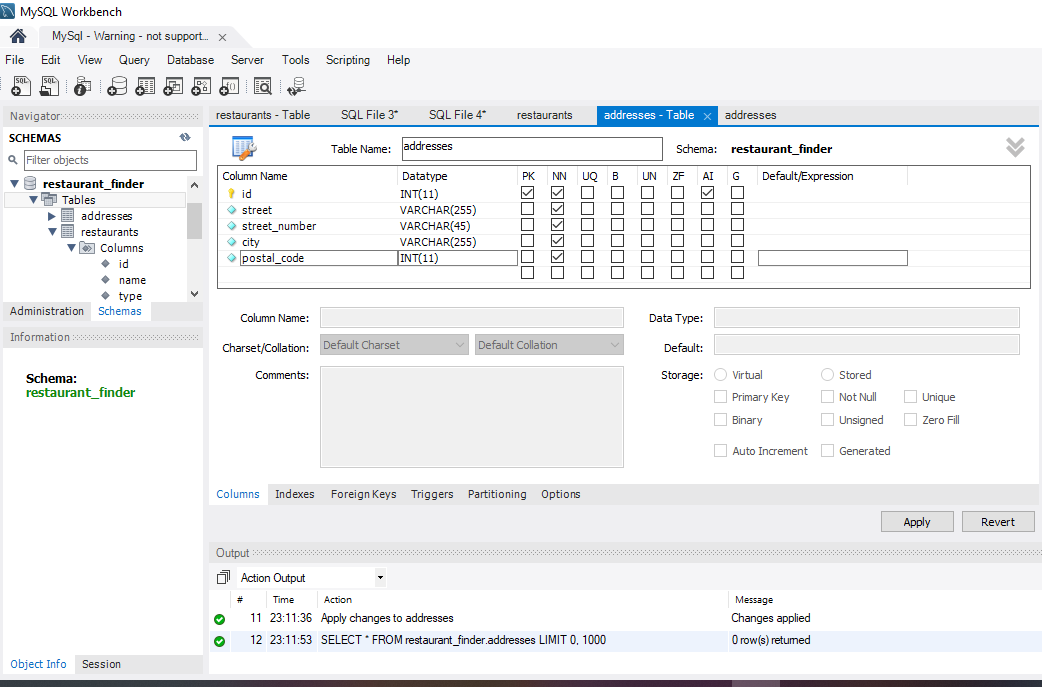 MySQL Workbench
MySql - Warning - not support...
File Edit View Query Database Server Tools Scripting Help
Navigator
SCHEMAS
Filter objects
restaurant_finder
Tables
addresses
restaurants
Columns
id
name
type
Administration Schemas
Information
Schema:
restaurant_finder
Object Info Session
restaurants - Table SQL File 3* SQL File 4* restaurants addresses - Table addresses
Table Name: addresses Schema: restaurant_finder
Column Name Datatype PK NN UQ B UN ZF AI G Default/Expression
id INT(11)
street VARCHAR(255)
street_number VARCHAR(45)
city VARCHAR(255)
postal_code INT(11)
Column Name: Data Type:
Charset/Collation: Default Charset Default Collation Default:
Comments: Storage: Virtual Stored
Primary Key Not Null Unique
Binary Unsigned Zero Fill
Auto Increment Generated
Columns Indexes Foreign Keys Triggers Partitioning Options
Apply Revert
Output
Action Output
# Time Action Message
11 23:11:36 Apply changes to addresses Changes applied
12 23:11:53 SELECT * FROM restaurant_finder.addresses LIMIT 0, 1000 0 row(s) returned